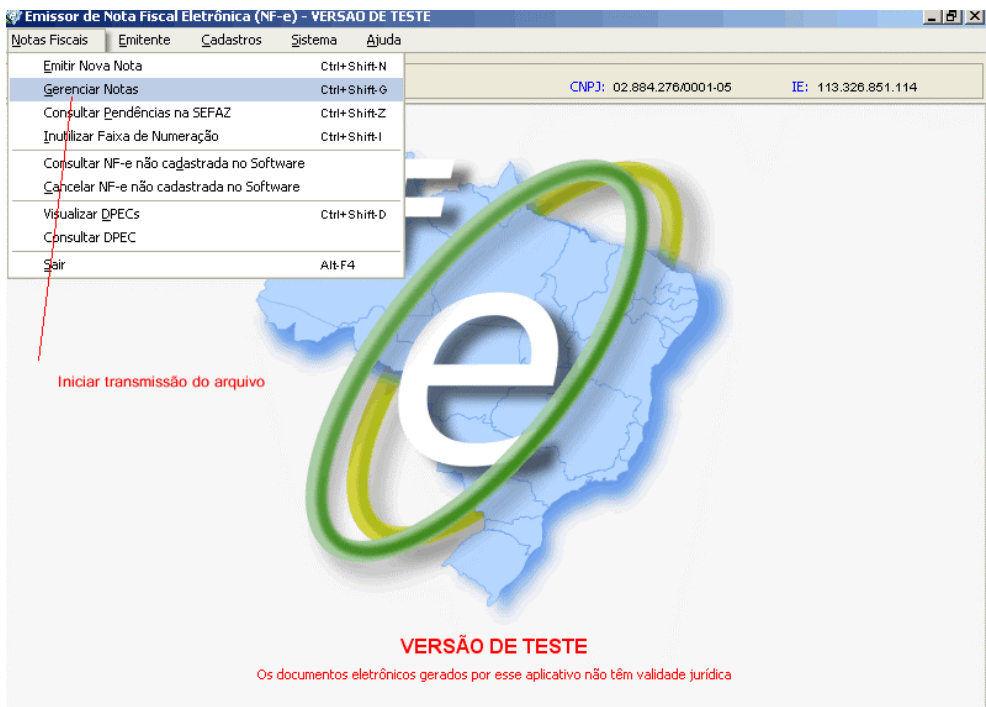 Emissor de Nota Fiscal Eletrônica (NF-e) - VERSAO DE TESTE
Notas Fiscais Emitente Cadastros Sistema Ajuda
Emitir Nova Nota Ctrl+Shift-N
Gerenciar Notas Ctrl+Shift-G
CNPJ: 02.884.276/0001-05 IE: 113.326.851.114
Consultar Pendências na SEFAZ Ctrl+Shift-Z
Inutilizar Faixa de Numeração Ctrl+Shift-I
Consultar NF-e não cadastrada no Software
Cancelar NF-e não cadastrada no Software
Visualizar DPECs Ctrl+Shift-D
Consultar DPEC
Sair Alt-F4
F
e
Iniciar transmissão do arquivo
VERSÃO DE TESTE
Os documentos eletrônicos gerados por esse aplicativo não têm validade jurídica